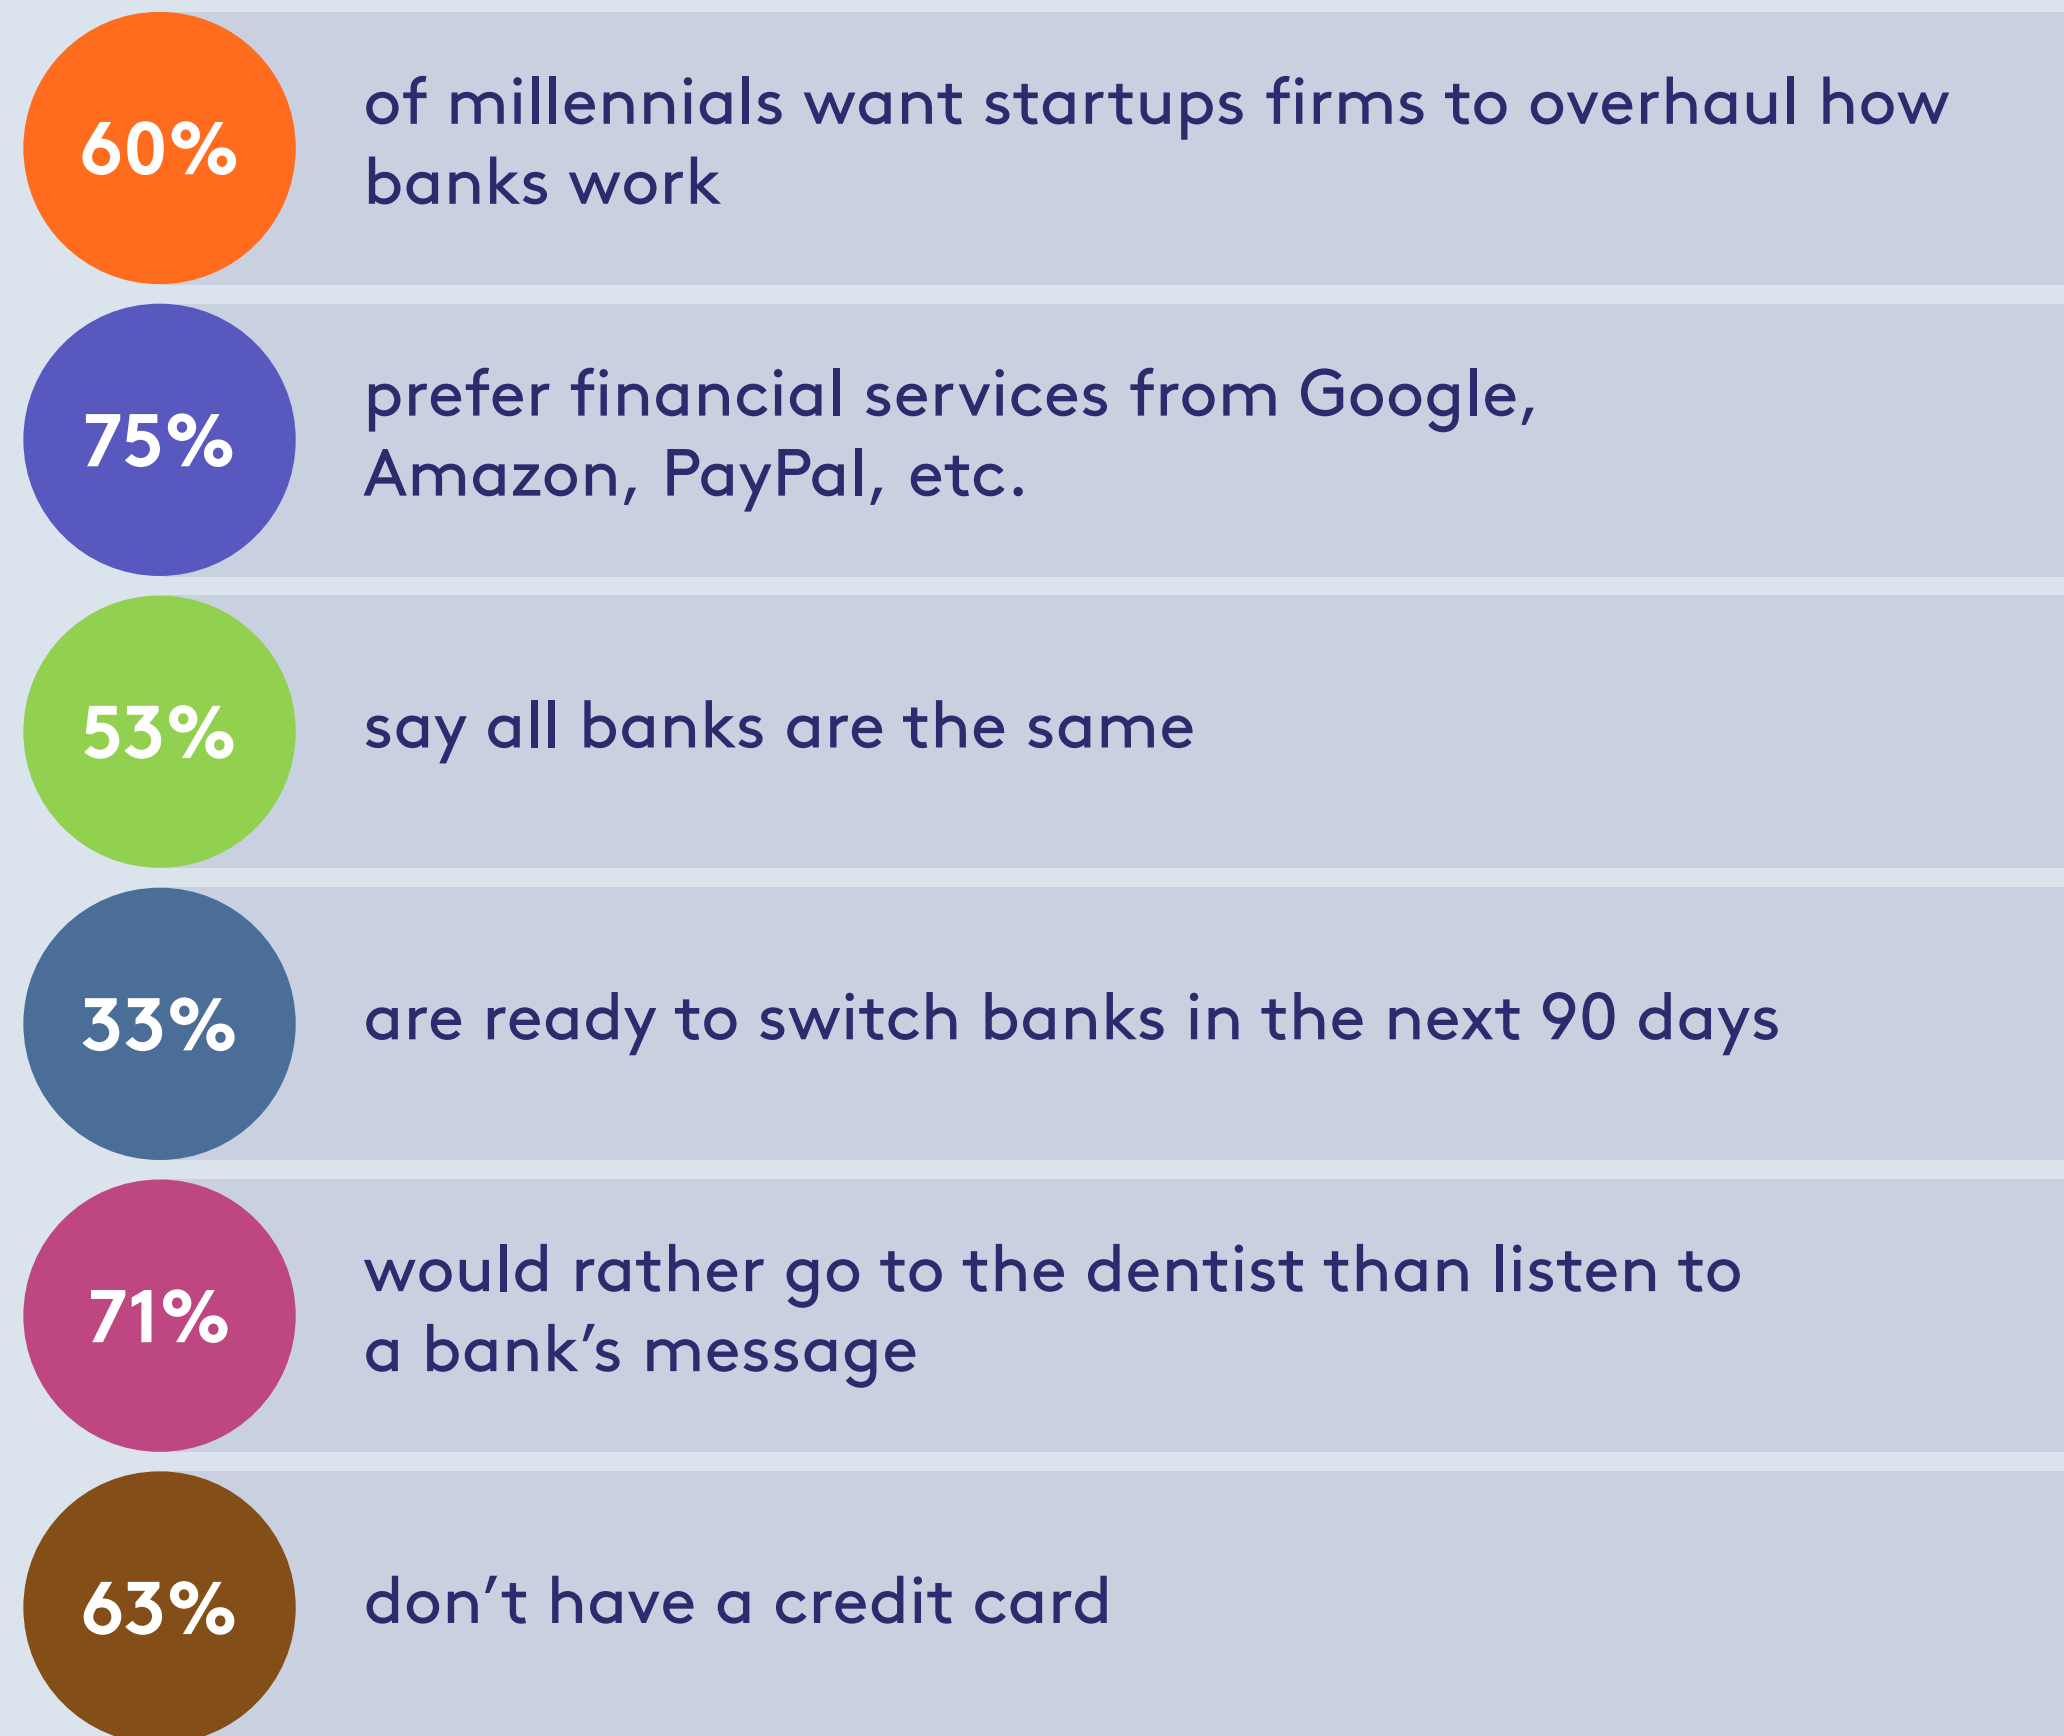 60%
of millennials want startups firms to overhaul how
banks work
75%
prefer financial services from Google,
Amazon, PayPal, etc.
53%
say all banks are the same
33%
are ready to switch banks in the next 90 days
71%
would rather go to the dentist than listen to
a bank’s message
63%
don’t have a credit card